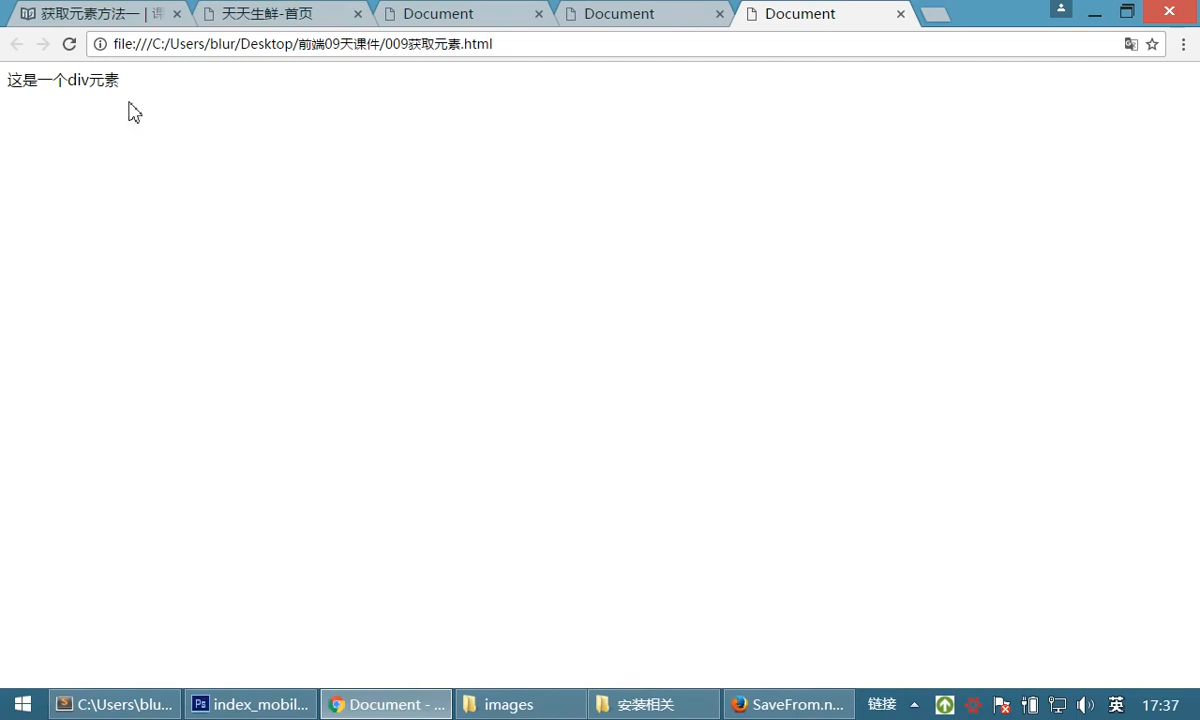 获取元素方法一 | 课
天天生鲜-首页
Document
Document
Document
file:///C:/Users/blur/Desktop/前端09天课件/009获取元素.html
这是一个div元素
C:\Users\blu...
Ps index_mobil...
Document - ...
images
安装相关
SaveFrom.n...
链接
英
17:37